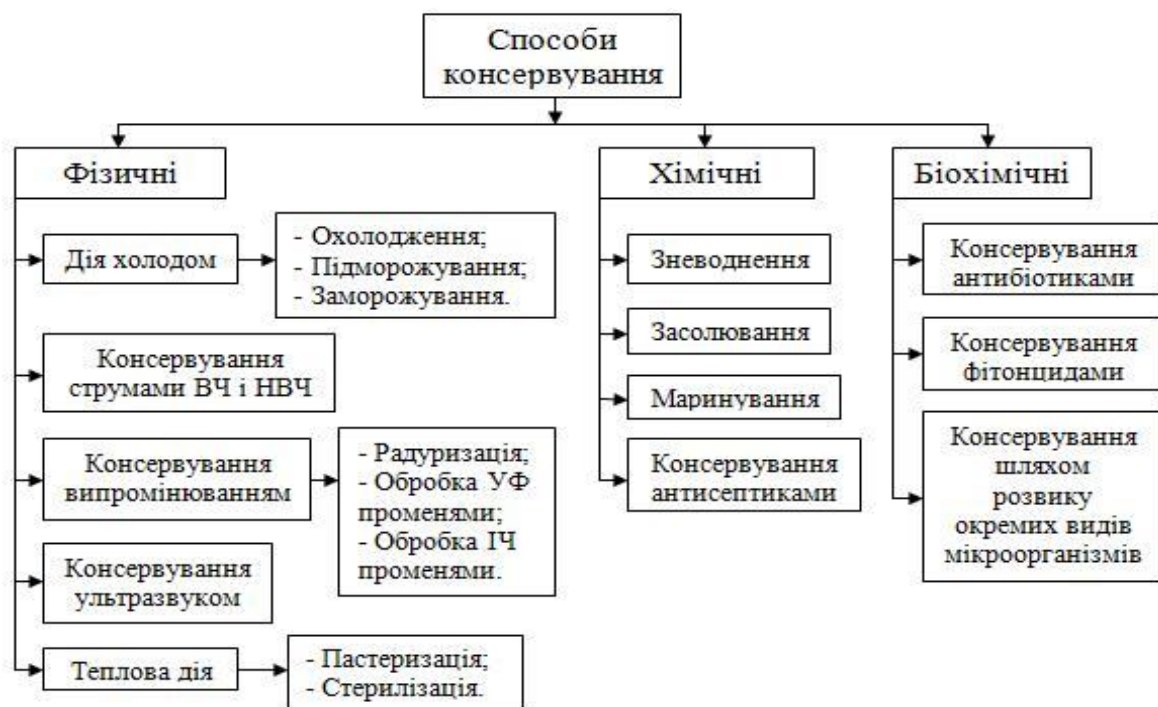 Способи
консервування
Фізичні
Хімічні
Біохімічні
Дія холодом
- Охолодження;
- Підморожування;
- Заморожування.
Консервування
струмами ВЧ і НВЧ
Консервування
випромінюванням
- Радуризація;
- Обробка УФ
променями;
- Обробка ІЧ
променями.
Консервування
ультразвуком
Теплова дія
- Пастеризація;
- Стерилізація.
Зневоднення
Засолювання
Маринування
Консервування
антисептиками
Консервування
антибіотиками
Консервування
фітонцидами
Консервування
шляхом
розвику
окремих видів
мікроорганізмів